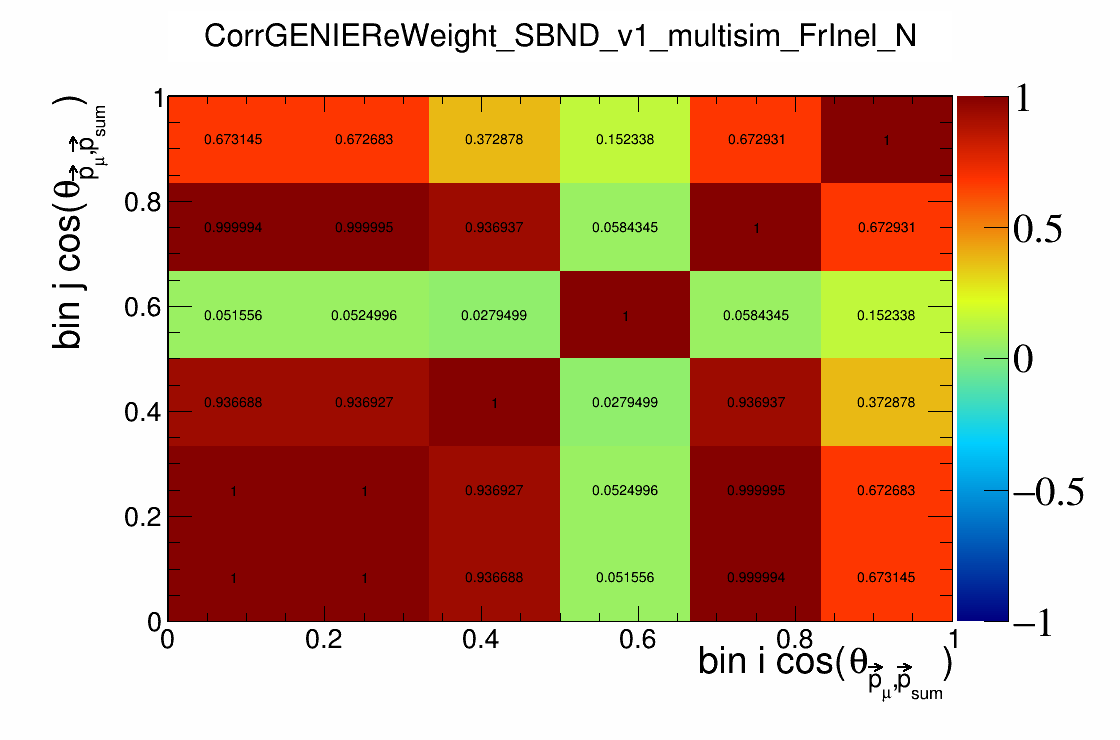 CorrGENIEReWeight_SBND_v1_multisim_FrInel_N
bin j cos(θp⃗μ,p⃗sum)
1
0.8
0.6
0.4
0.2
0
0.673145 0.672683 0.372878 0.152338 0.672931 1
0.999994 0.999995 0.936937 0.0584345 1 0.672931
0.051556 0.0524996 0.0279499 1 0.0584345 0.152338
0.936688 0.936927 1 0.0279499 0.936937 0.372878
1 1 0.936927 0.0524996 0.999995 0.672683
1 1 0.936688 0.051556 0.999994 0.673145
0 0.2 0.4 0.6 0.8 1
bin i cos(θp⃗μ,p⃗sum)
1
0.5
0
−0.5
−1